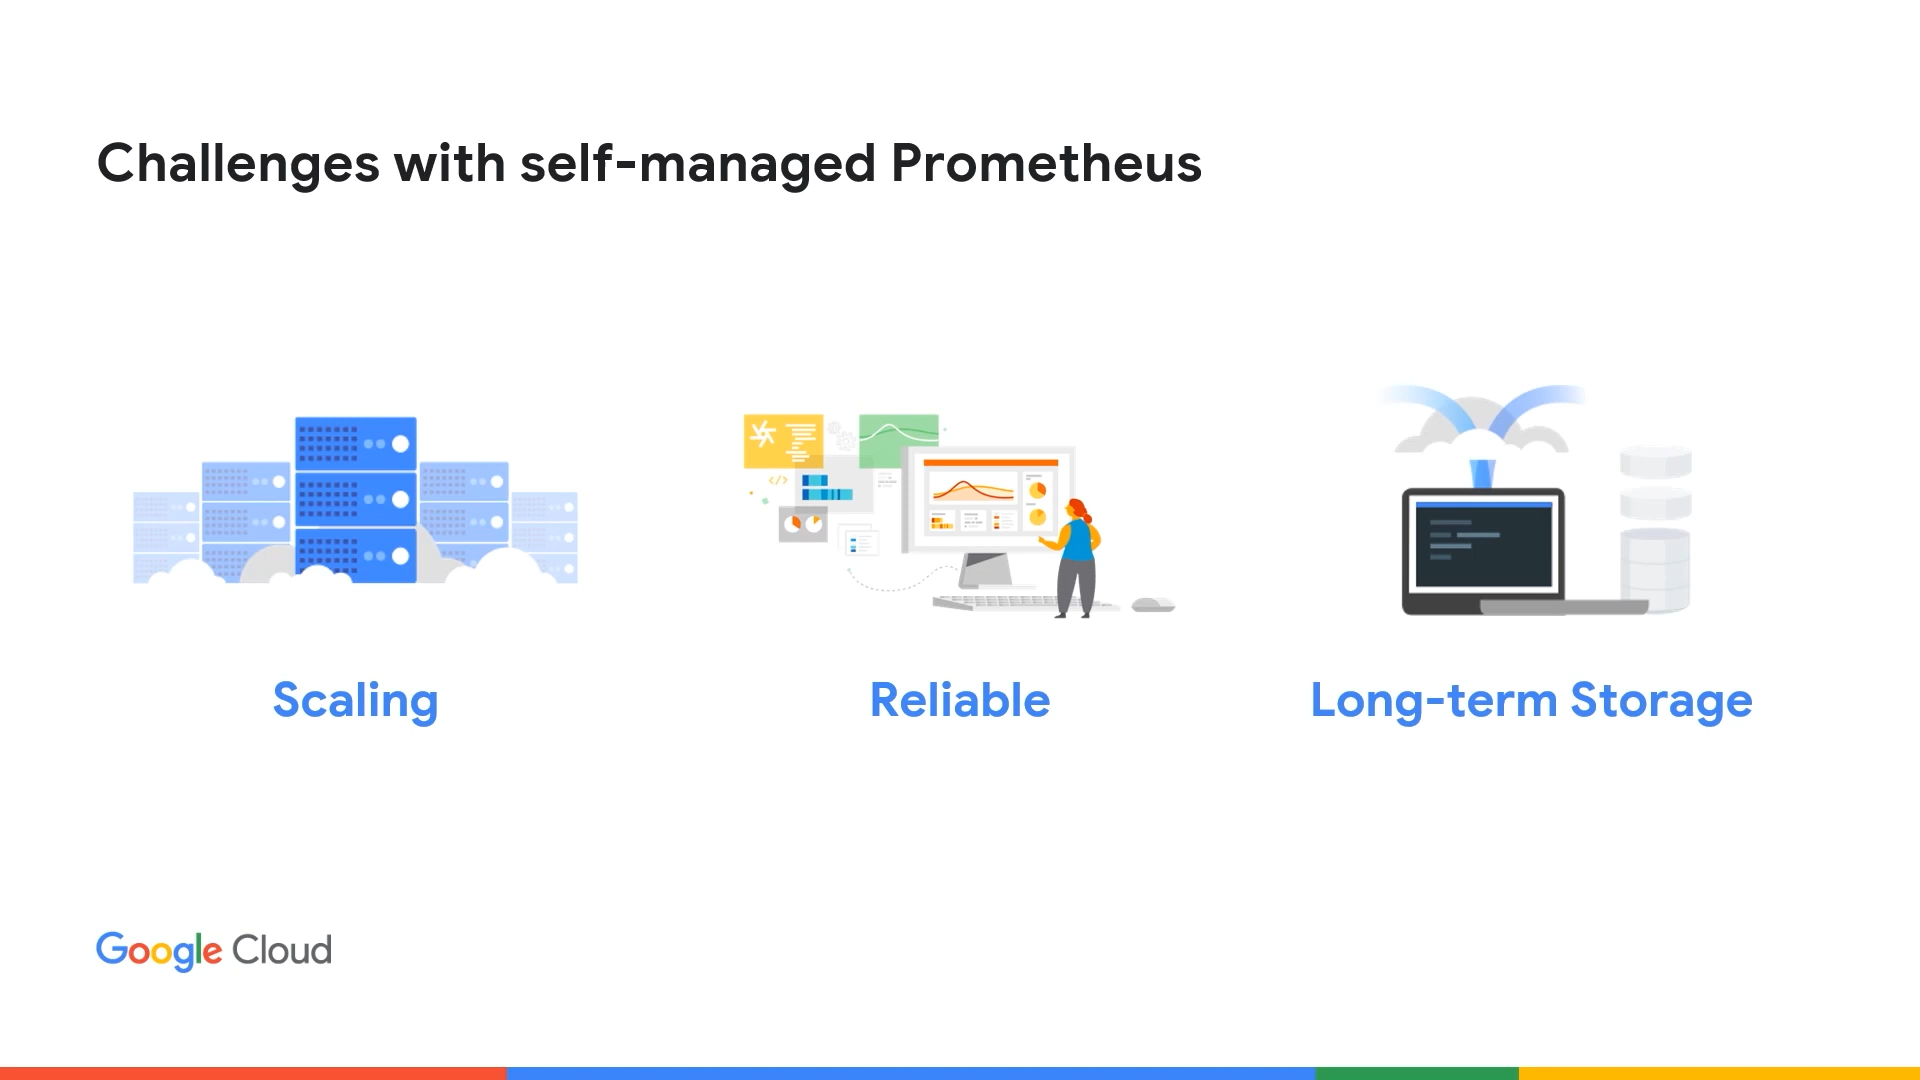 Challenges with self-managed Prometheus
</>
Scaling
Reliable
Long-term Storage
Google Cloud